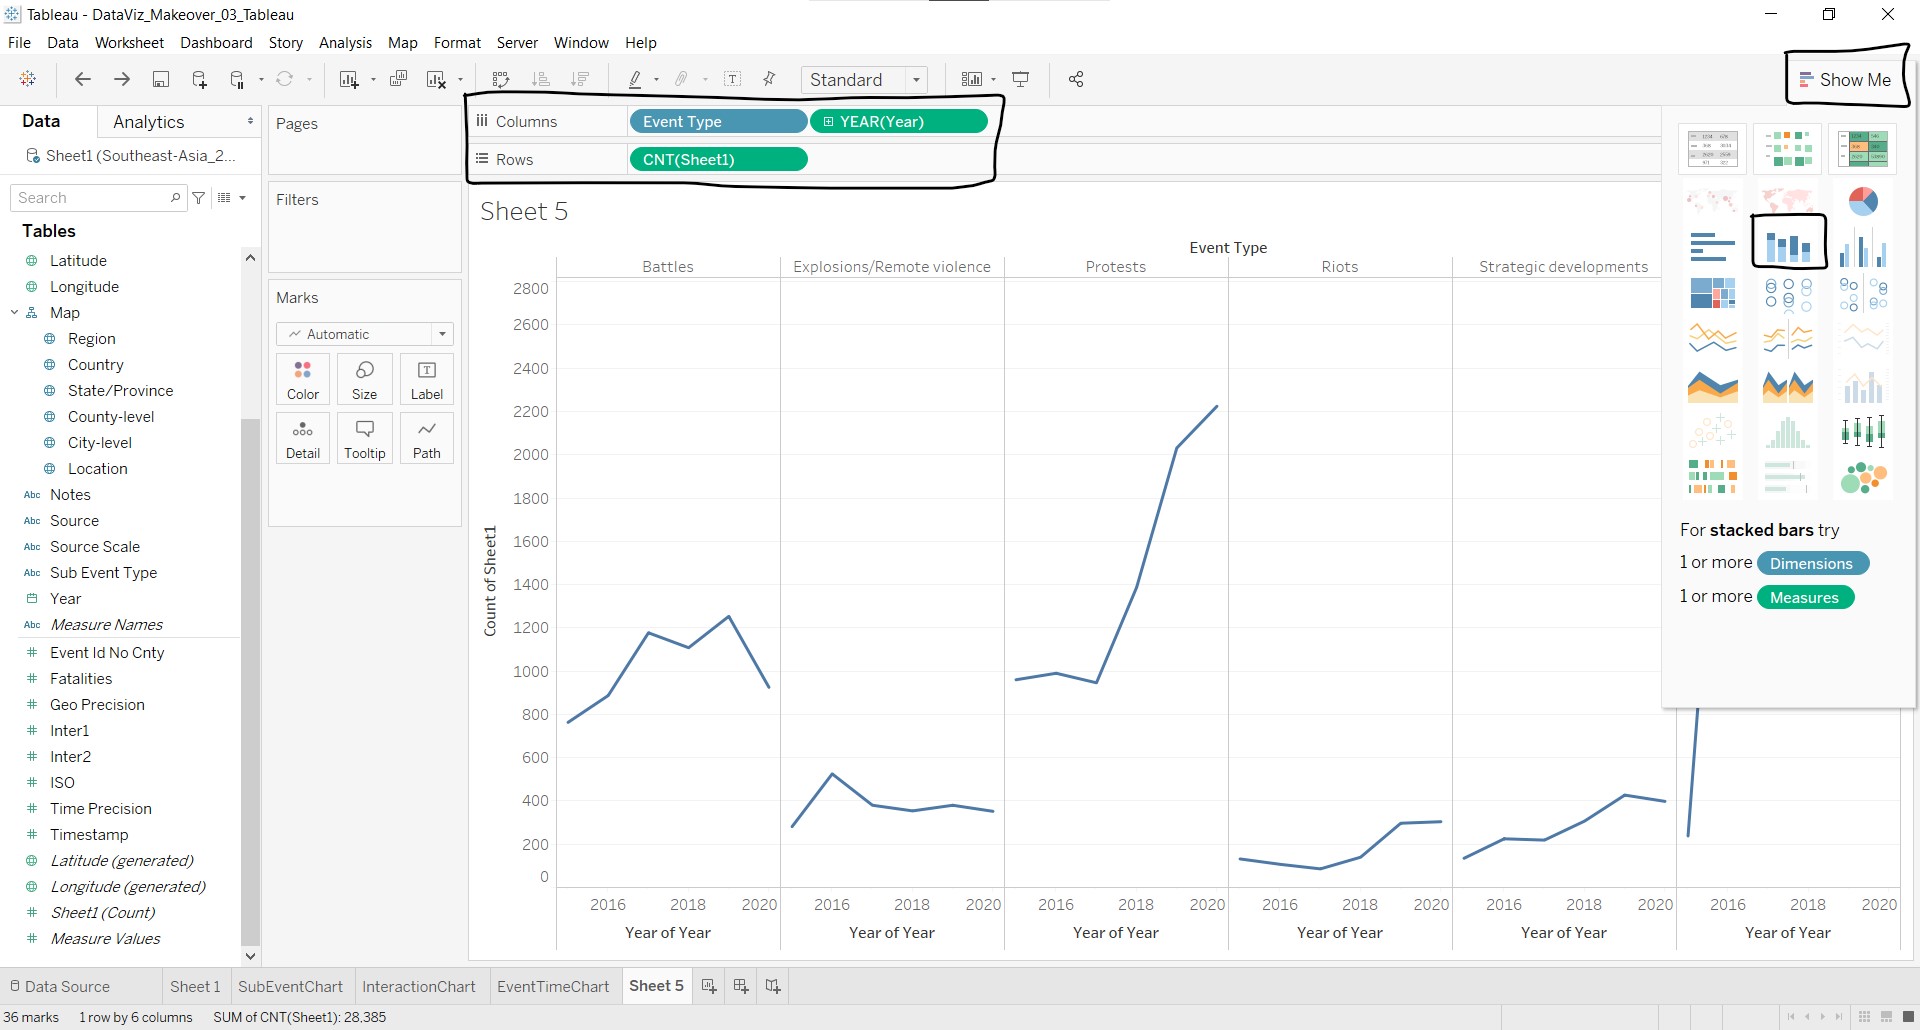 Tableau - DataViz_Makeover_03_Tableau
File Data Worksheet Dashboard Story Analysis Map Format Server Window Help
Standard
Show Me
Data Analytics
Sheet1 (Southeast-Asia_2...
Search
Tables
Latitude
Longitude
Map
Region
Country
State/Province
County-level
City-level
Location
Abc Notes
Abc Source
Abc Source Scale
Abc Sub Event Type
Year
Abc Measure Names
# Event Id No Cnty
# Fatalities
# Geo Precision
# Inter1
# Inter2
# ISO
# Time Precision
# Timestamp
Latitude (generated)
Longitude (generated)
# Sheet1 (Count)
# Measure Values
Pages
Filters
Marks
Automatic
Color Size Label
Detail Tooltip Path
Columns Event Type YEAR(Year)
Rows CNT(Sheet1)
Sheet 5
Event Type
Battles Explosions/Remote violence Protests Riots Strategic developments
Count of Sheet1
2800
2600
2400
2200
2000
1800
1600
1400
1200
1000
800
600
400
200
0
2016 2018 2020 2016 2018 2020 2016 2018 2020 2016 2018 2020 2016 2018 2020 2016 2018 2020
Year of Year Year of Year Year of Year Year of Year Year of Year Year of Year
For stacked bars try
1 or more Dimensions
1 or more Measures
Data Source Sheet 1 SubEventChart InteractionChart EventTimeChart Sheet 5
36 marks 1 row by 6 columns SUM of CNT(Sheet1): 28,385